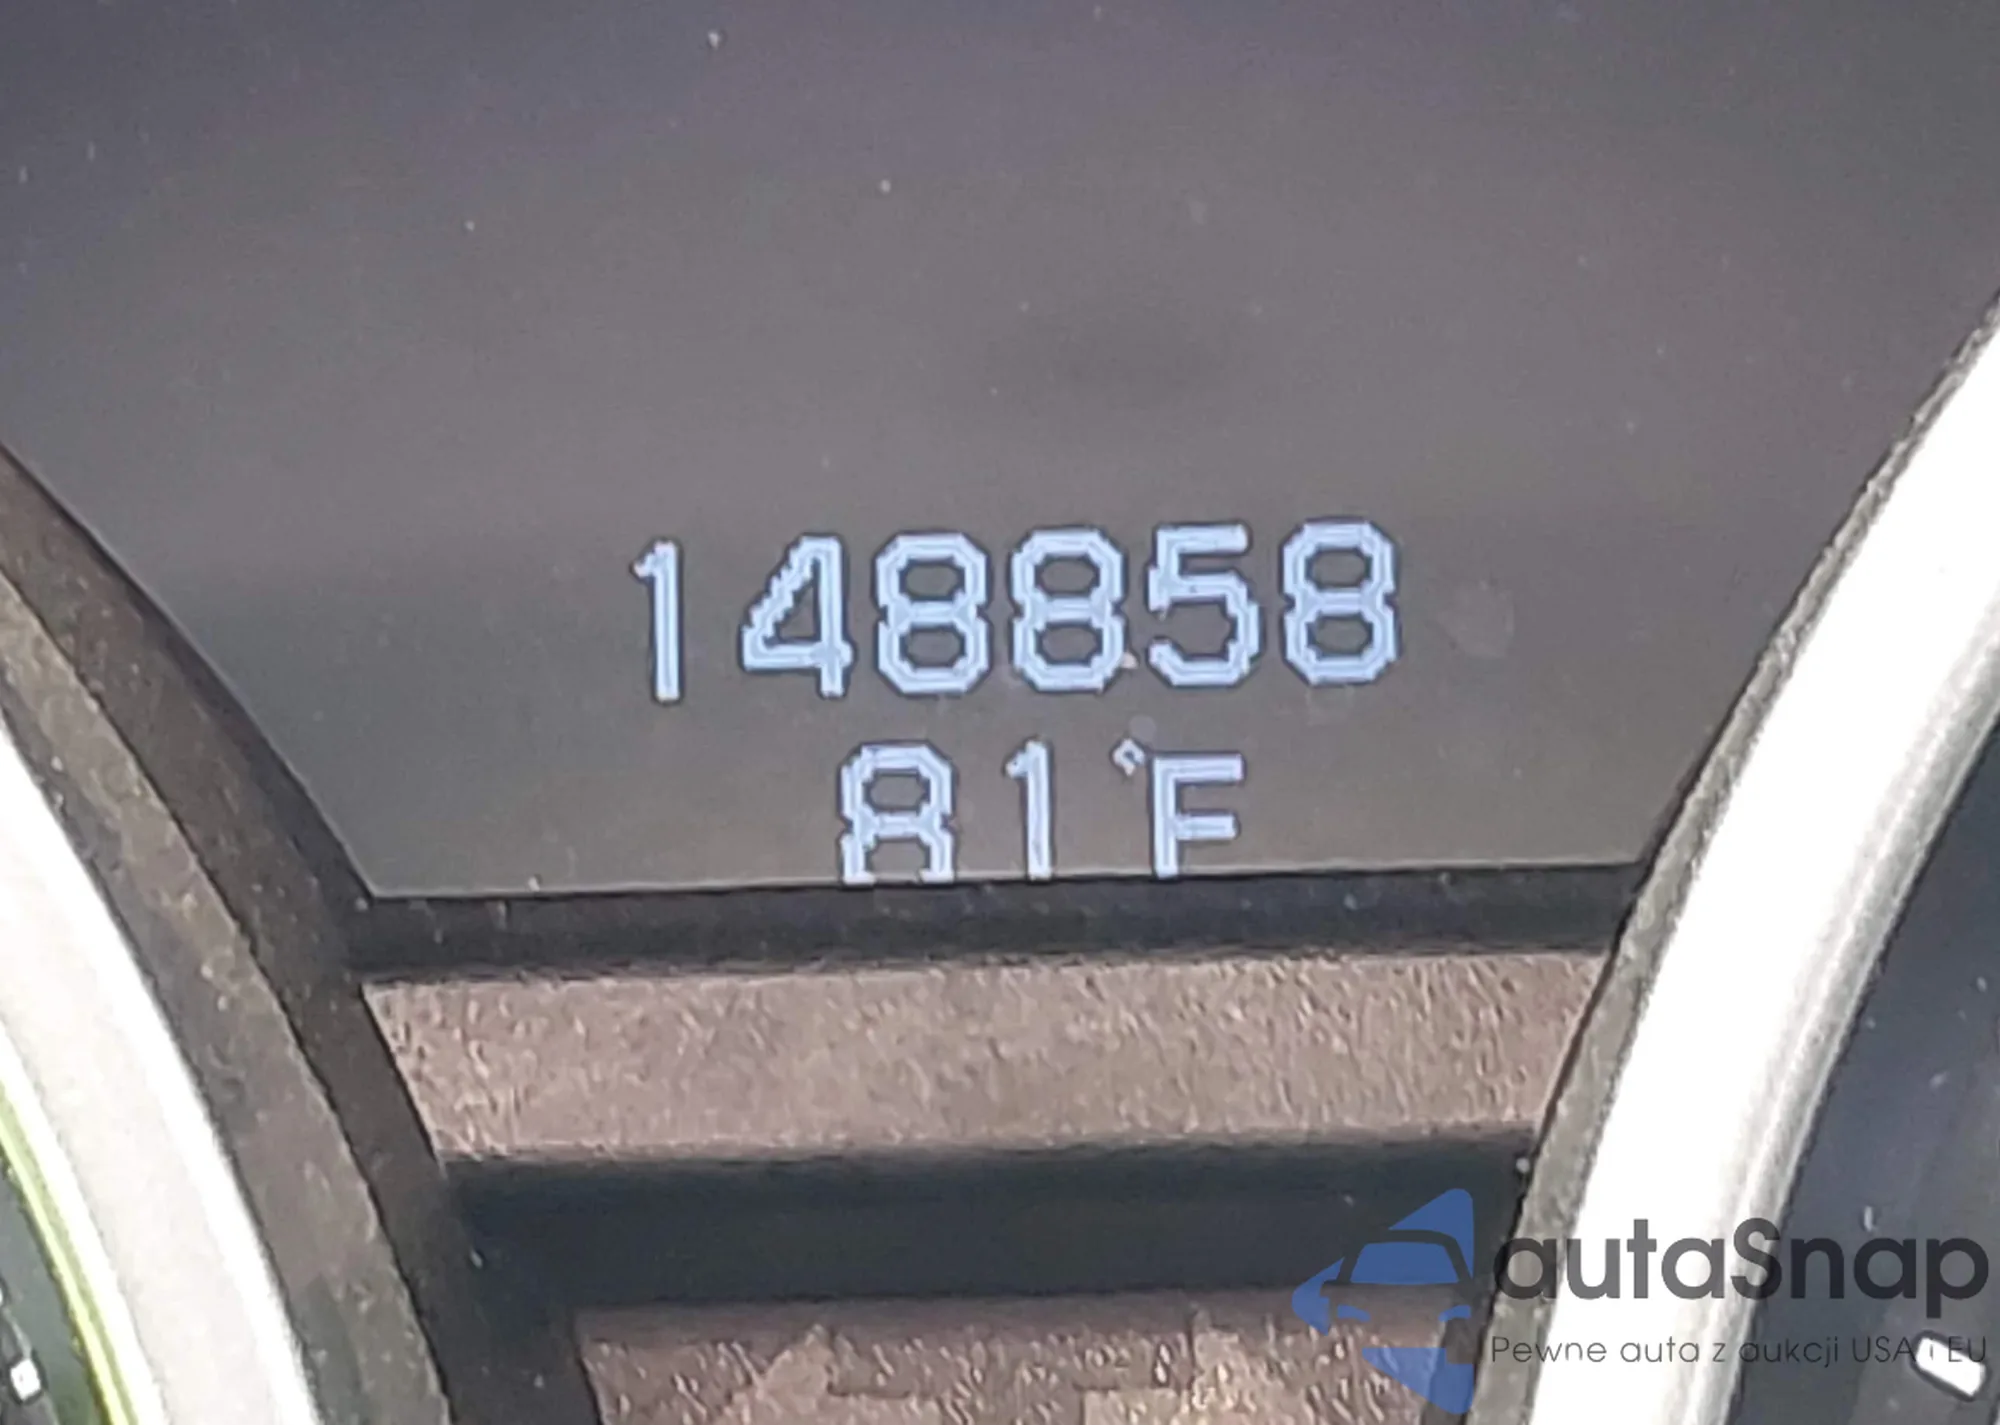 148858
81°F
autaSnap
Pewne auta z aukcji USA i EU